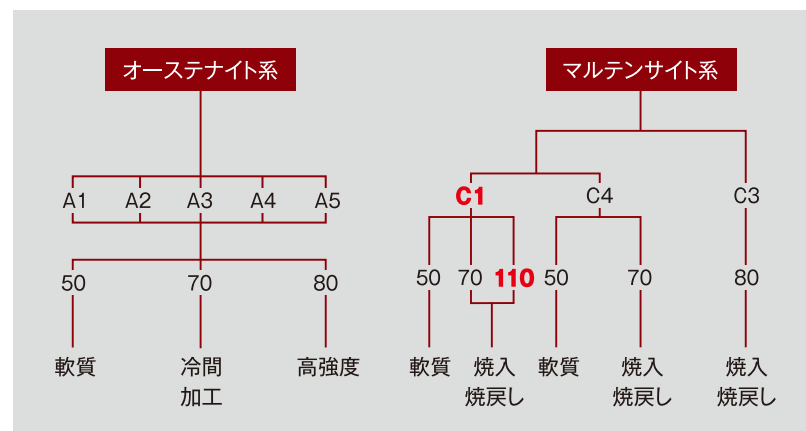 オーステナイト系
マルテンサイト系
A1 A2 A3 A4 A5
C1 C4 C3
50 70 80
50 70 110 50 70 80
軟質 冷間 高強度
加工
軟質 焼入 軟質 焼入 焼入
焼戻し 焼戻し 焼戻し